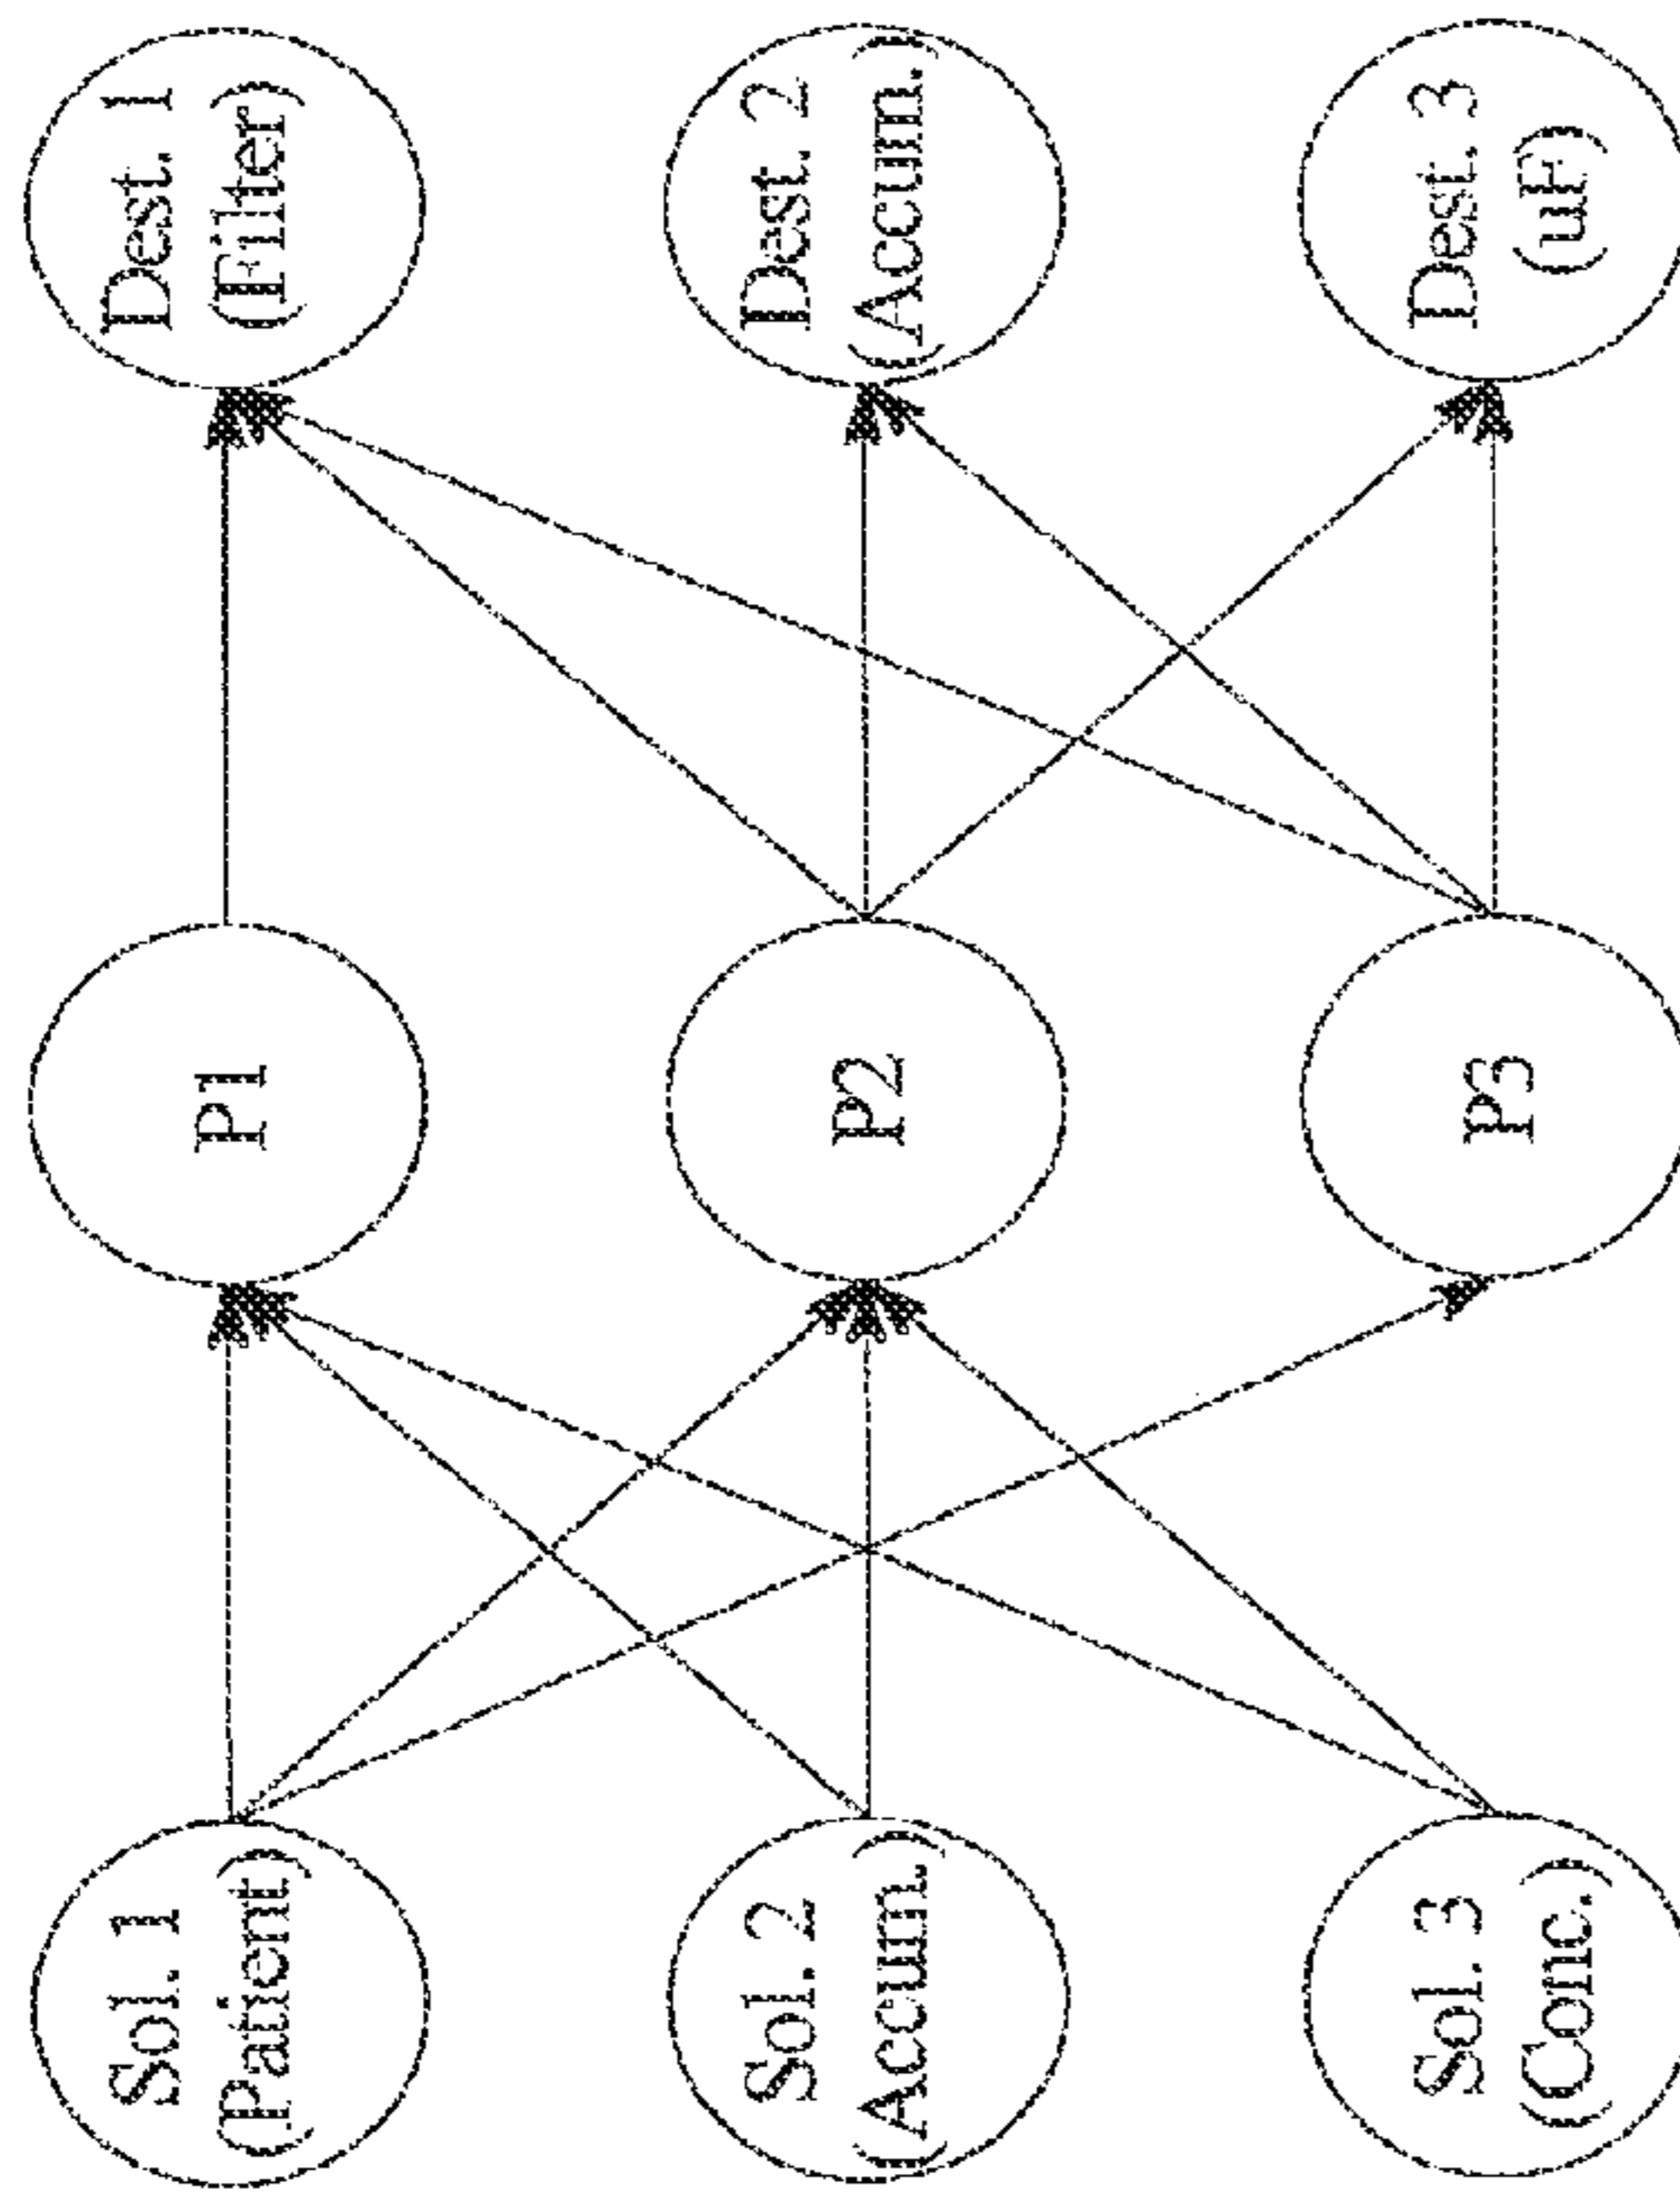 Sol. 1
(Patient)
P1
Dest. 1
(Filter)
Sol. 2
(Accum.)
P2
Dest. 2
(Accum.)
Sol. 3
(Conc.)
P3
Dest. 3
(uF)